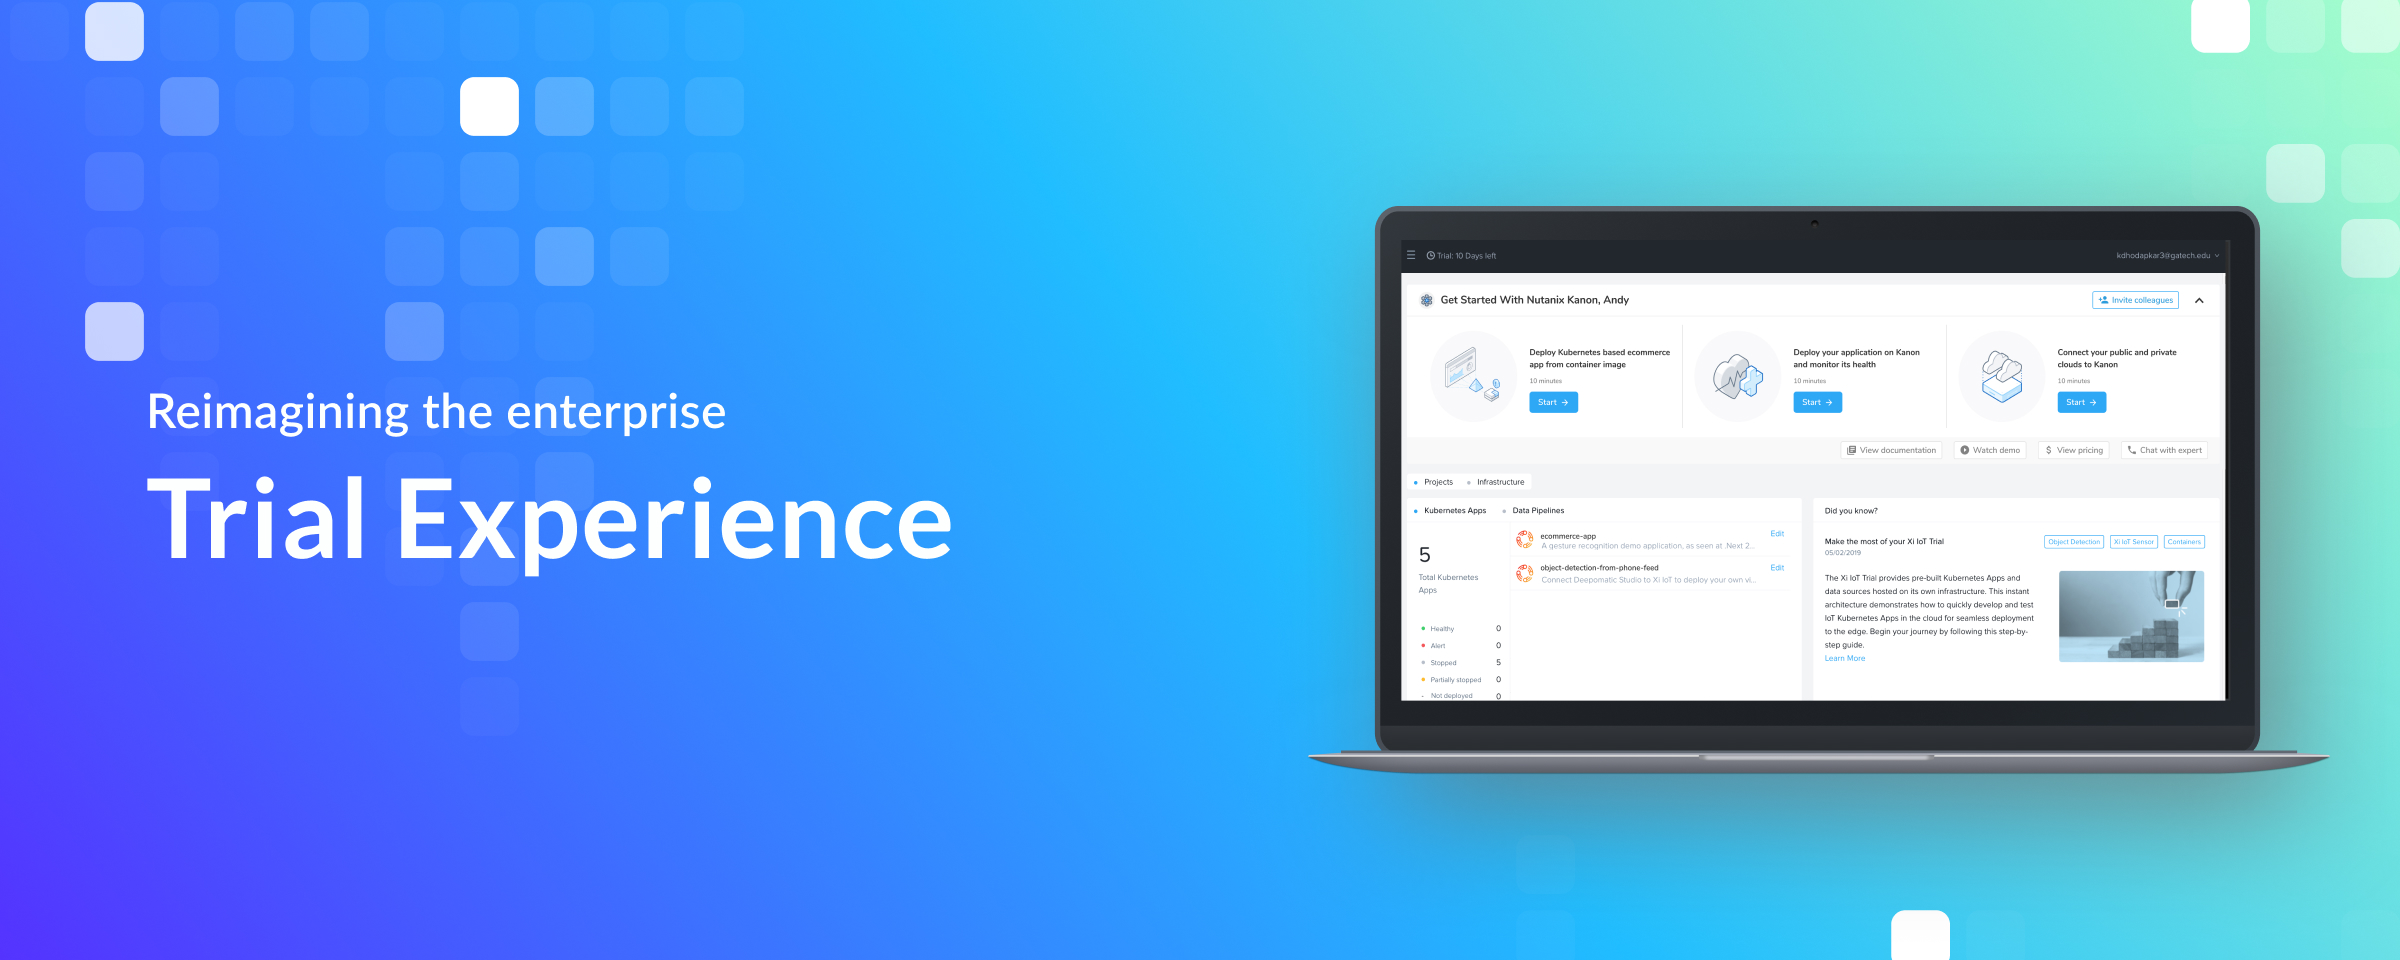 Reimagining the enterprise
Trial Experience
Trial: 10 Days left
kdhodapkar3@gatech.edu
Get Started With Nutanix Kanon, Andy
Invite colleagues
Deploy Kubernetes based ecommerce
app from container image
10 minutes
Start
Deploy your application on Kanon
and monitor its health
10 minutes
Start
Connect your public and private
clouds to Kanon
10 minutes
Start
View documentation
Watch demo
$ View pricing
Chat with expert
Projects
Infrastructure
Kubernetes Apps
Data Pipelines
5
Total Kubernetes
Apps
Healthy 0
Alert 0
Stopped 5
Partially stopped 0
- Not deployed 0
ecommerce-app
Edit
A gesture recognition demo application, as seen at .Next 2...
object-detection-from-phone-feed
Edit
Connect Deepomatic Studio to Xi IoT to deploy your own vi...
Did you know?
Make the most of your Xi IoT Trial
05/02/2019
Object Detection
Xi IoT Sensor
Containers
The Xi IoT Trial provides pre-built Kubernetes Apps and
data sources hosted on its own infrastructure. This instant
architecture demonstrates how to quickly develop and test
IoT Kubernetes Apps in the cloud for seamless deployment
to the edge. Begin your journey by following this step-by-
step guide.
Learn More